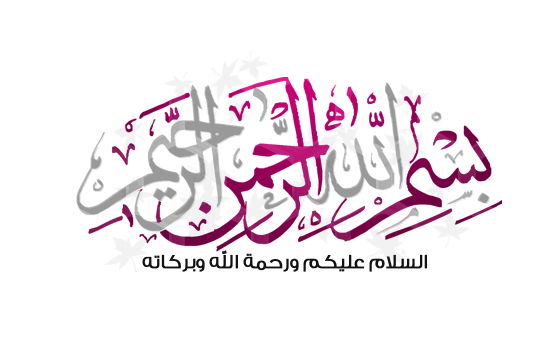 بسم الله الرحمن الرحيم
السلام عليكم ورحمة الله وبركاته